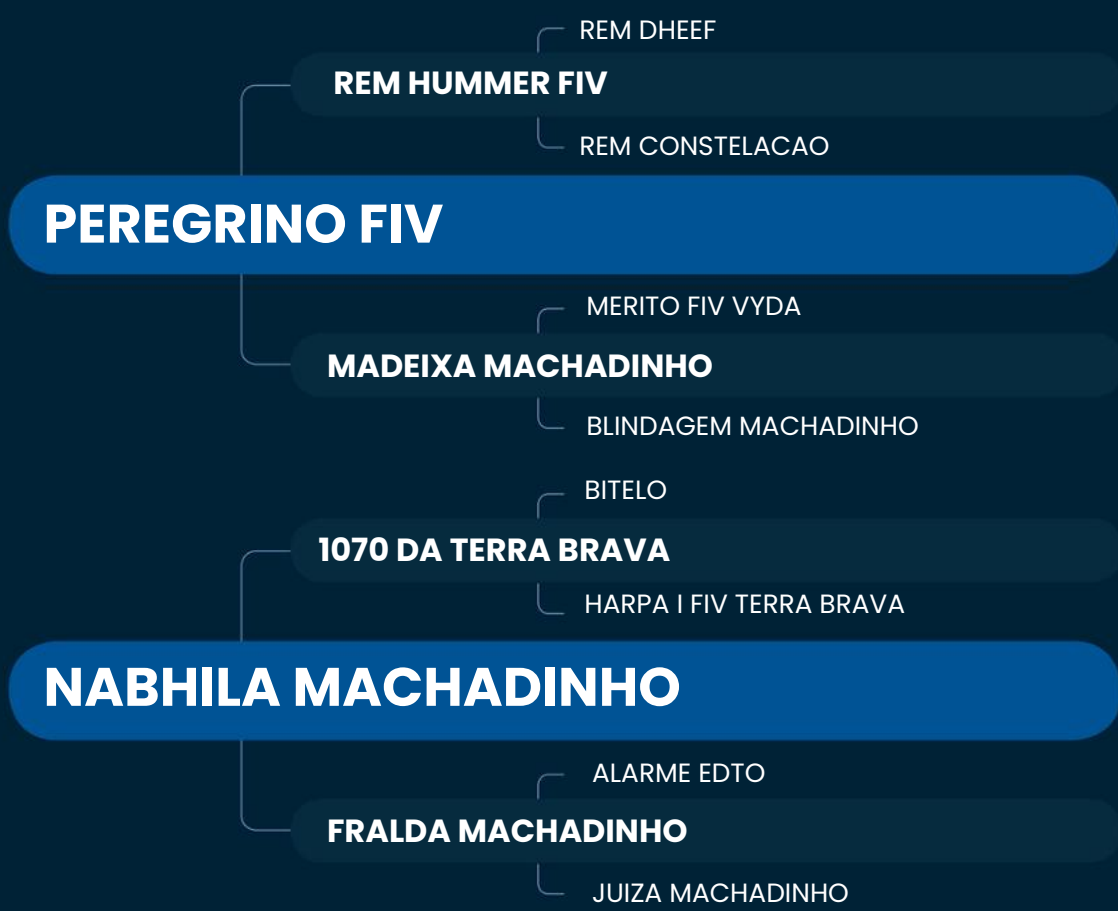 REM DHEEF
REM HUMMER FIV
REM CONSTELACAO
PEREGRINO FIV
MERITO FIV VYDA
MADEIXA MACHADINHO
BLINDAGEM MACHADINHO
BITELO
1070 DA TERRA BRAVA
HARPA I FIV TERRA BRAVA
NABHILA MACHADINHO
ALARME EDTO
FRALDA MACHADINHO
JUIZA MACHADINHO